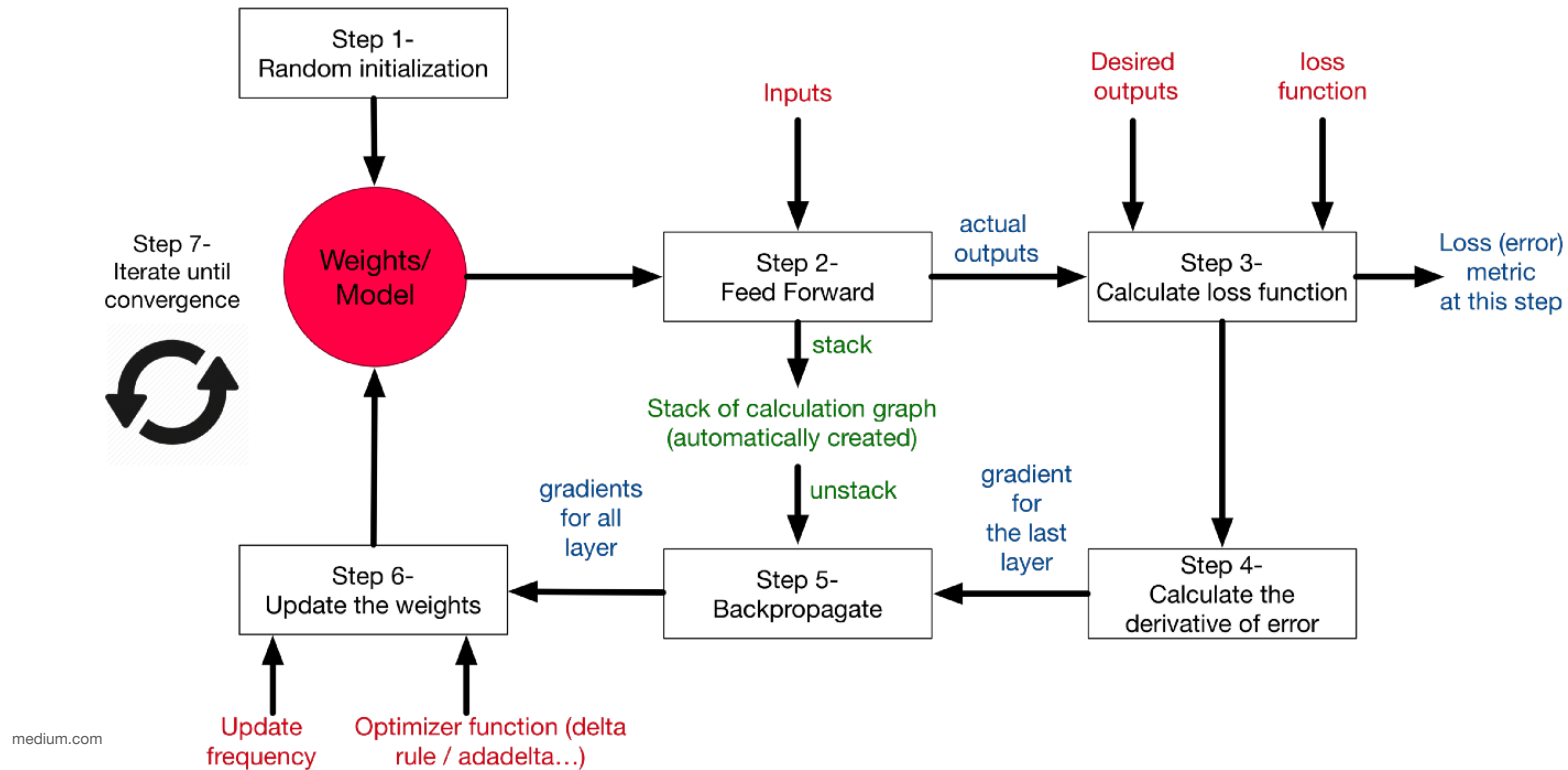 Step 1-
Random initialization
Inputs
Desired
outputs
loss
function
Step 7-
Iterate until
convergence
Weights/
Model
Step 2-
Feed Forward
actual
outputs
Step 3-
Calculate loss function
Loss (error)
metric
at this step
stack
Stack of calculation graph
(automatically created)
unstack
gradients
for all
layer
gradient
for
the last
layer
Step 6-
Update the weights
Step 5-
Backpropagate
Step 4-
Calculate the
derivative of error
Update
frequency
Optimizer function (delta
rule / adadelta...)
medium.com